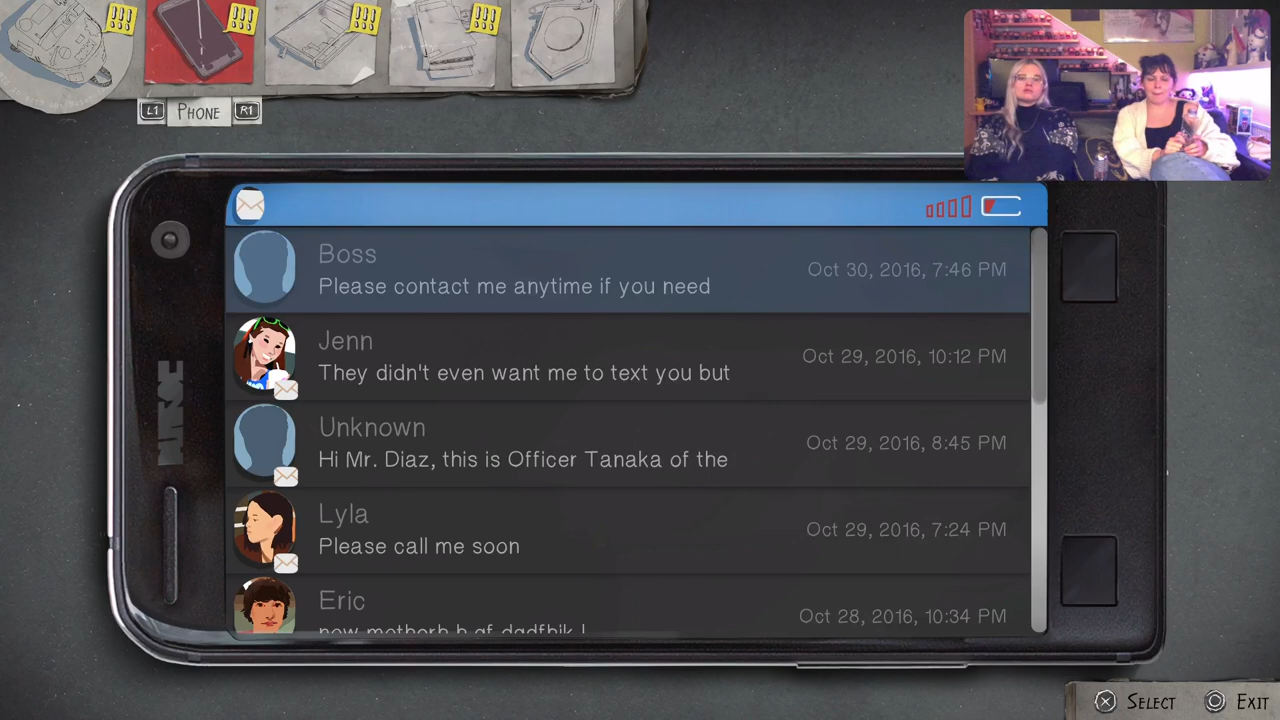 L1 PHONE R1
Boss
Please contact me anytime if you need
Oct 30, 2016, 7:46 PM
Jenn
They didn't even want me to text you but
Oct 29, 2016, 10:12 PM
Unknown
Hi Mr. Diaz, this is Officer Tanaka of the
Oct 29, 2016, 8:45 PM
Lyla
Please call me soon
Oct 29, 2016, 7:24 PM
Eric
Oct 28, 2016, 10:34 PM
SELECT EXIT